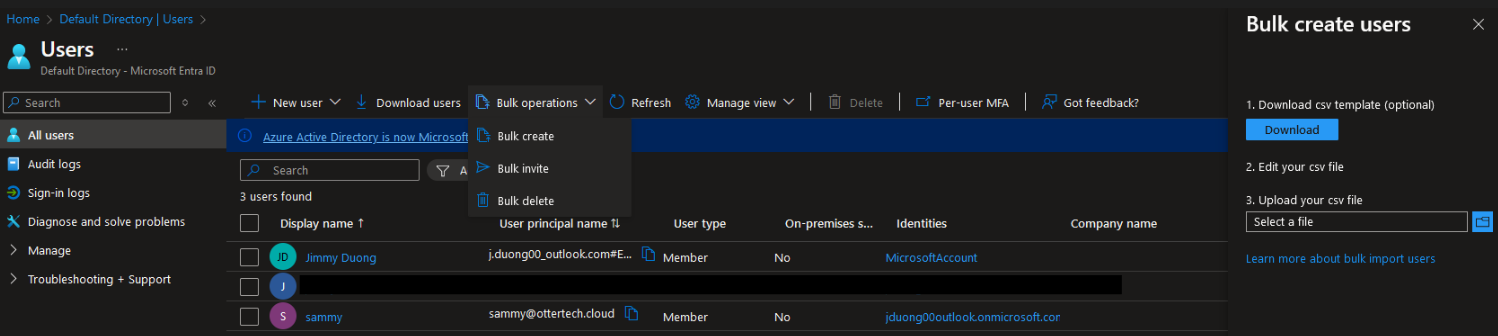 Home > Default Directory | Users >
Users ...
Default Directory - Microsoft Entra ID
Search
«
All users
Audit logs
Sign-in logs
Diagnose and solve problems
Manage
Troubleshooting + Support
New user
Download users
Bulk operations
Refresh
Manage view
Delete
Per-user MFA
Got feedback?
Bulk create
Bulk invite
Bulk delete
Azure Active Directory is now Microsoft
Search
A
3 users found
Display name ↑ User principal name ↑↓ User type On-premises s... Identities Company name
JD Jimmy Duong j.duong00_outlook.com#E... Member No MicrosoftAccount
J
S sammy sammy@ottertech.cloud Member No jduong00outlook.onmicrosoft.cor
Bulk create users
1. Download csv template (optional)
Download
2. Edit your csv file
3. Upload your csv file
Select a file
Learn more about bulk import users